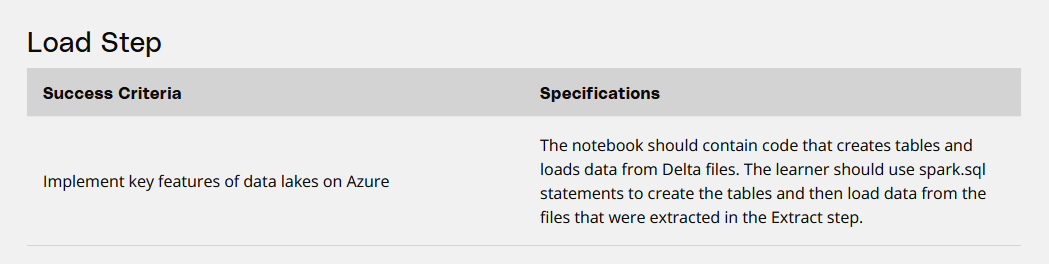 Load Step
Success Criteria
Specifications
Implement key features of data lakes on Azure
The notebook should contain code that creates tables and
loads data from Delta files. The learner should use spark.sql
statements to create the tables and then load data from the
files that were extracted in the Extract step.